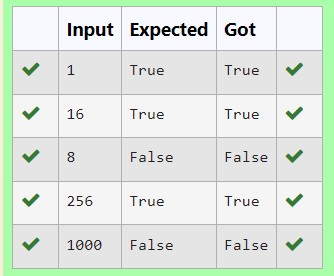 Input Expected Got
1 True True
16 True True
8 False False
256 True True
1000 False False